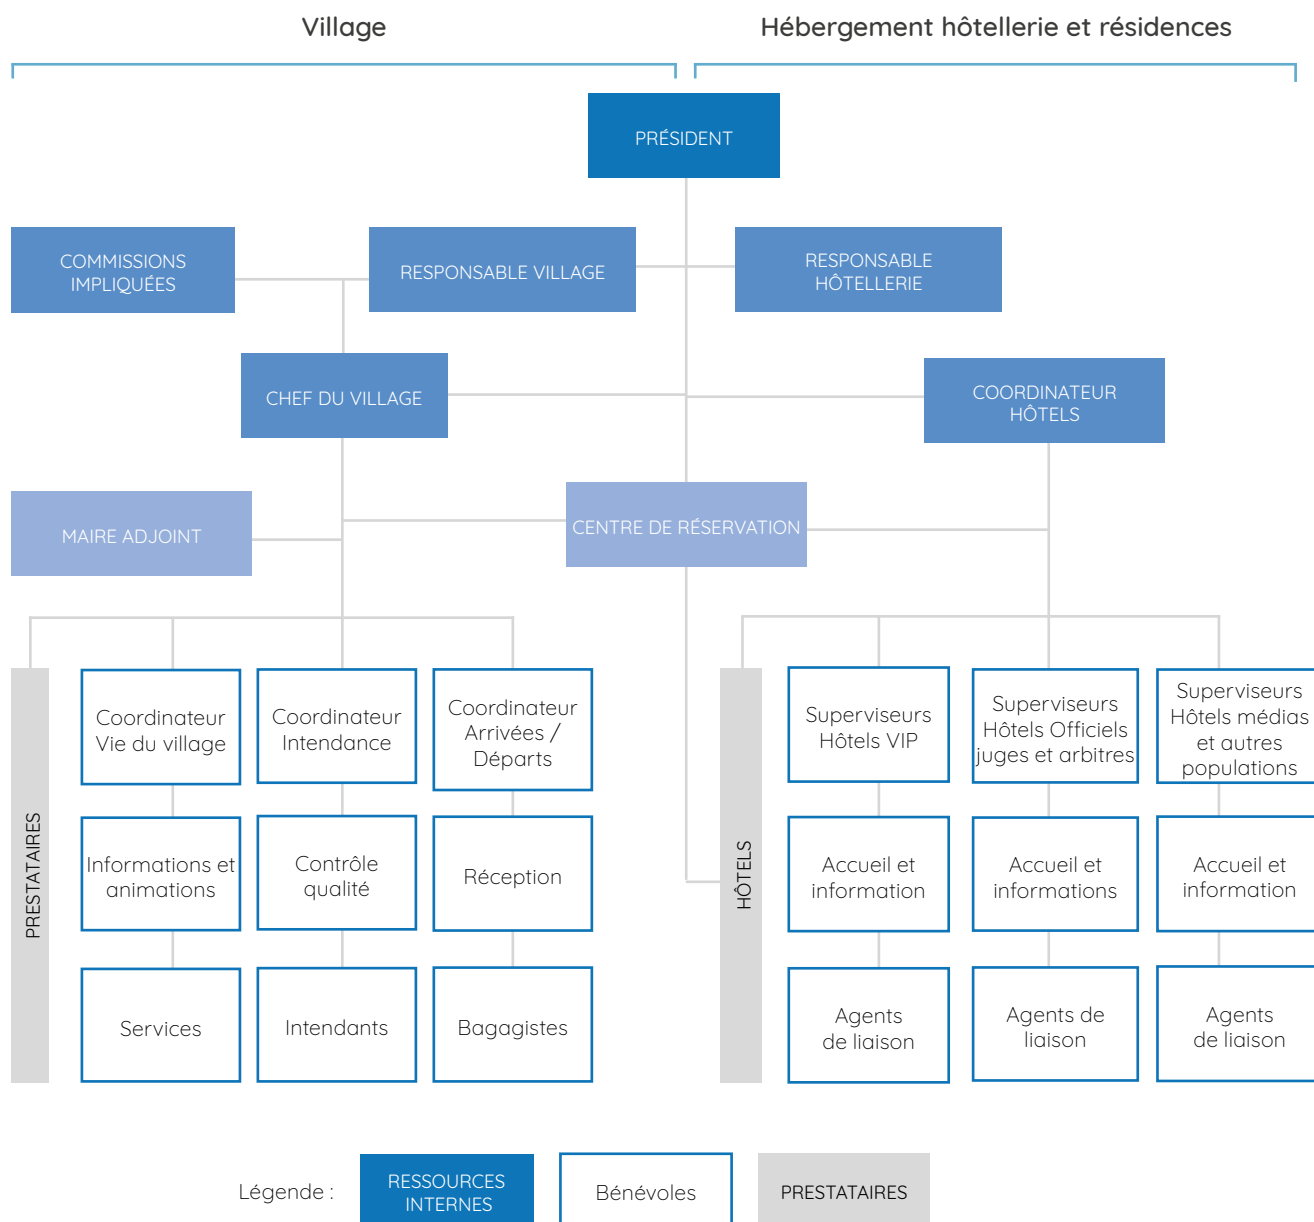 Village
Hébergement hôtellerie et résidences
PRÉSIDENT
COMMISSIONS
IMPLIQUÉES
RESPONSABLE VILLAGE
RESPONSABLE
HÔTELLERIE
CHEF DU VILLAGE
COORDINATEUR
HÔTELS
MAIRE ADJOINT
CENTRE DE RÉSERVATION
PRESTATAIRES
Coordinateur
Vie du village
Coordinateur
Intendance
Coordinateur
Arrivées /
Départs
Informations et
animations
Contrôle
qualité
Réception
Services
Intendants
Bagagistes
HÔTELS
Superviseurs
Hôtels VIP
Superviseurs
Hôtels Officiels
juges et arbitres
Superviseurs
Hôtels médias
et autres
populations
Accueil et
information
Accueil et
informations
Accueil et
information
Agents
de liaison
Agents de
liaison
Agents
de liaison
Légende :
RESSOURCES
INTERNES
Bénévoles
PRESTATAIRES